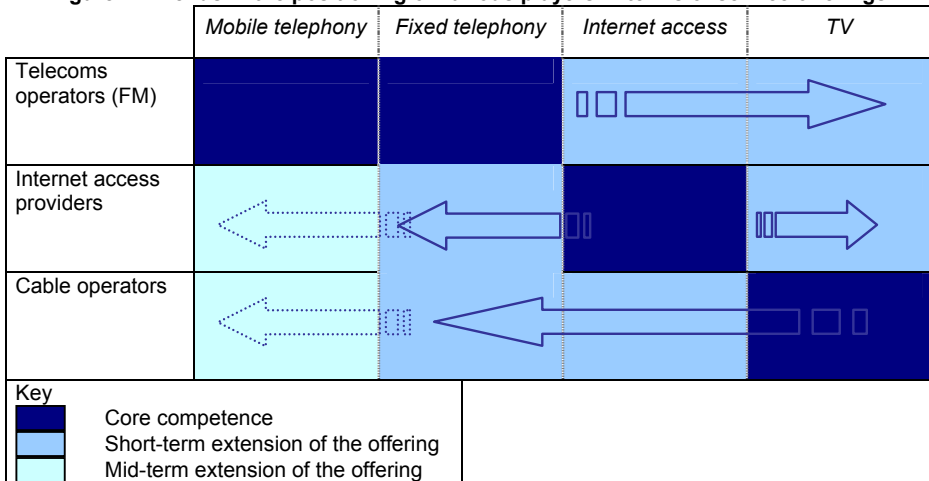 Mobile telephony Fixed telephony Internet access TV
Telecoms
operators (FM)
Internet access
providers
Cable operators
Key
Core competence
Short-term extension of the offering
Mid-term extension of the offering